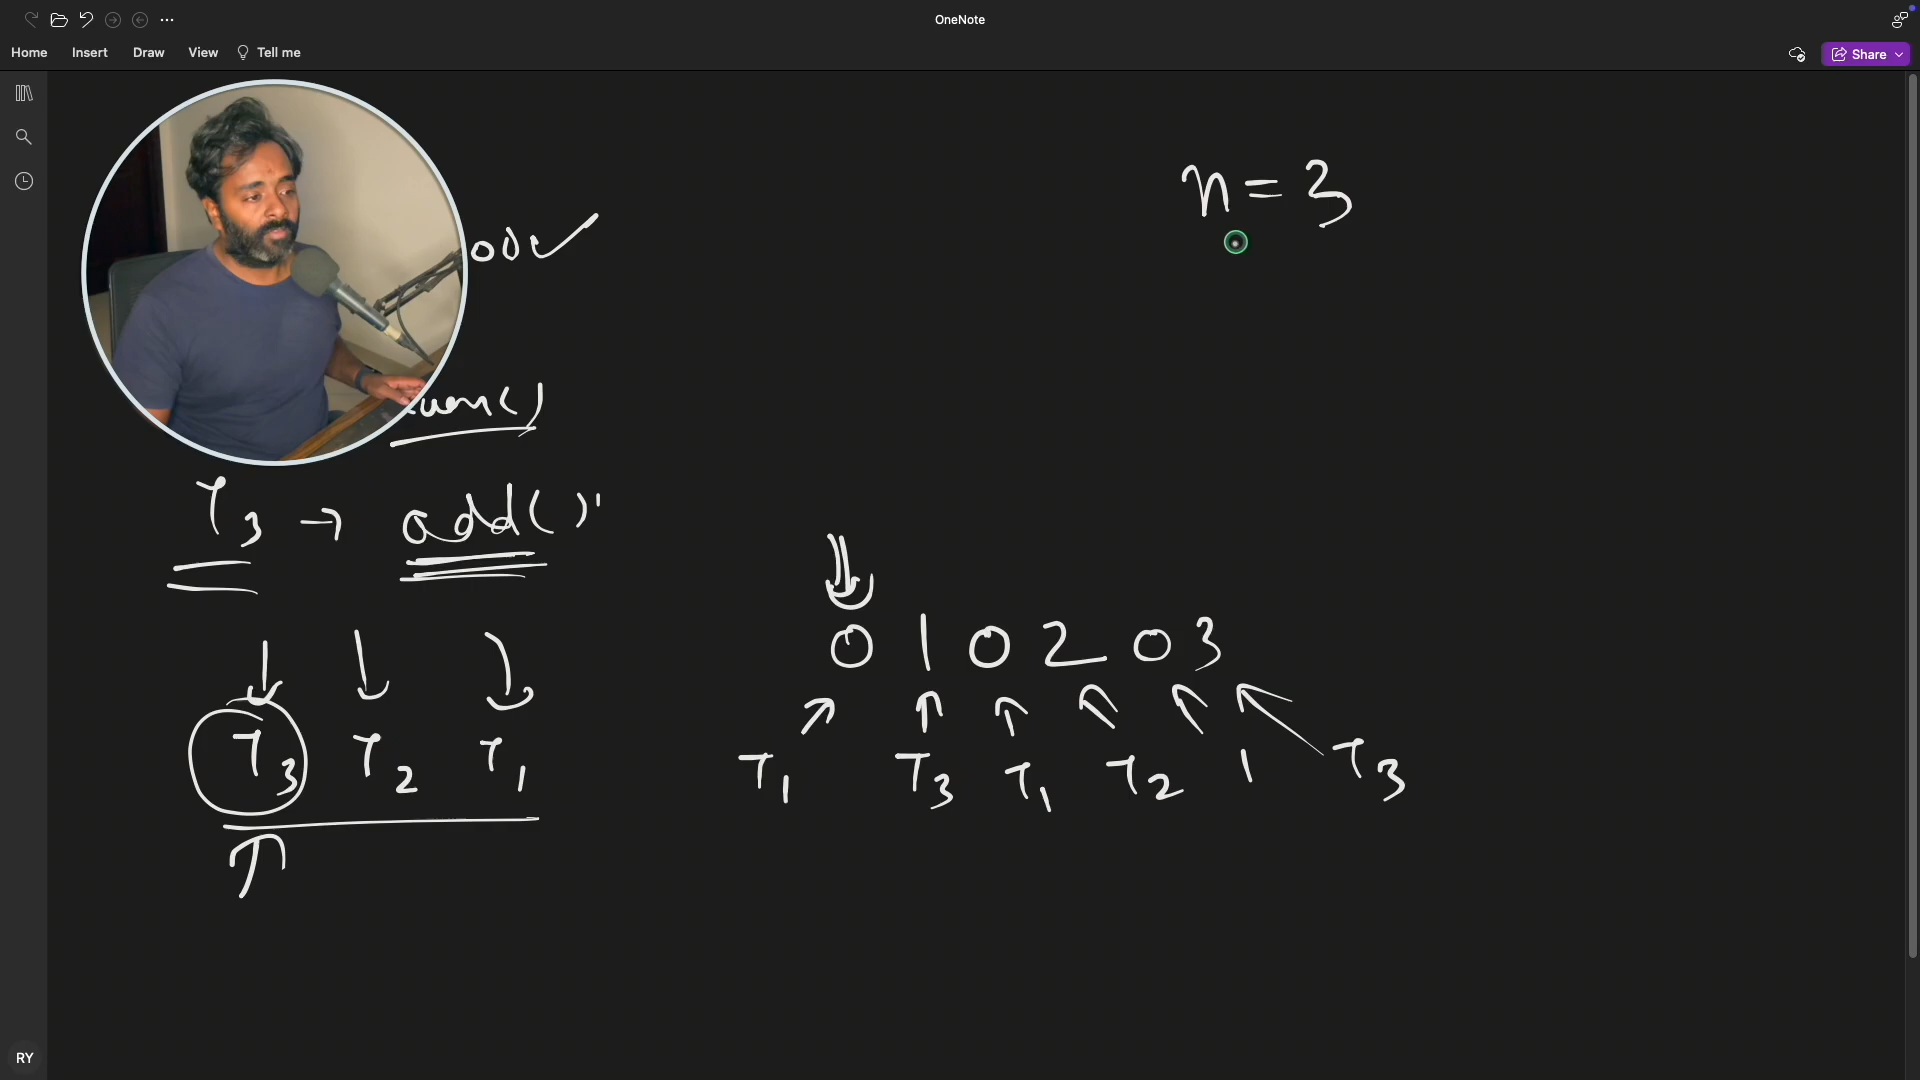 OneNote
Home Insert Draw View Tell me
Share
n = 3
T3 → add()
0 1 0 2 0 3
T3 T2 T1
T1 T3 T1 T2 1 T3
RY